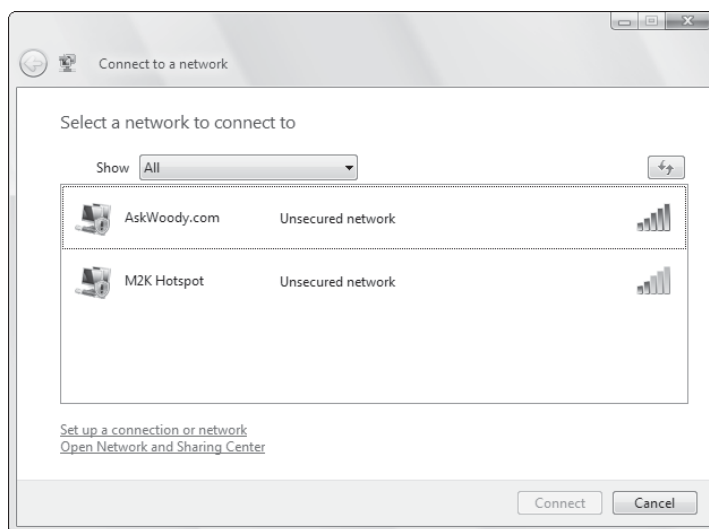 Connect to a network
Select a network to connect to
Show All
AskWoody.com Unsecured network
M2K Hotspot Unsecured network
Set up a connection or network
Open Network and Sharing Center
Connect Cancel